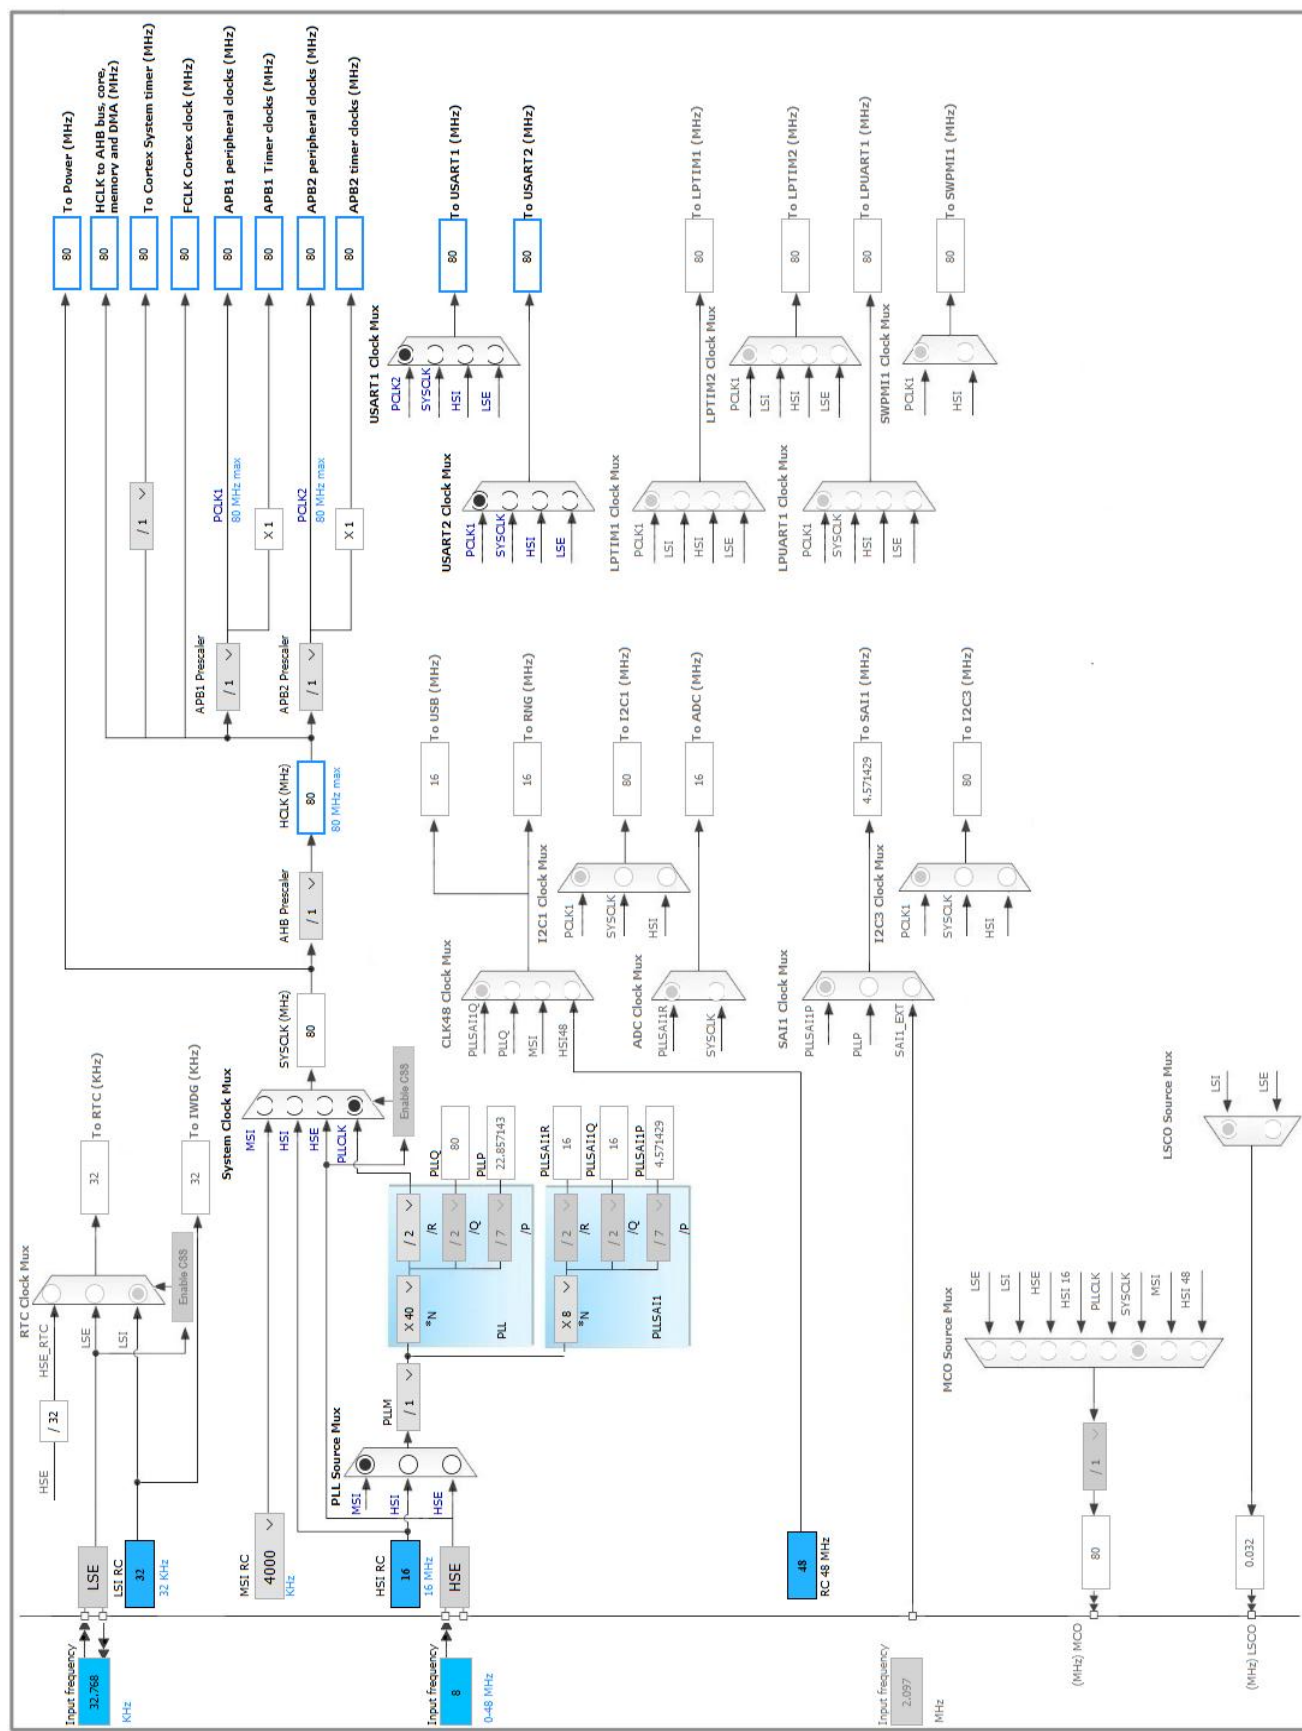 Input frequency
32.768
KHz
LSE
LSI RC
32
32 KHz
HSE
/ 32
HSE_RTC
LSE
LSI
RTC Clock Mux
Enable CSS
32
To RTC (KHz)
32
To IWDG (KHz)
MSI RC
4000
KHz
HSI RC
16
16 MHz
Input frequency
8
0-48 MHz
HSE
PLL Source Mux
MSI
HSI
HSE
PLLM
/ 1
X 40
*N
PLL
/ 2
/R
/ 2
/Q
/ 7
/P
PLLQ
80
PLLP
22.857143
X 8
*N
PLLSAI1
/ 2
/R
/ 2
/Q
/ 7
/P
PLLSAI1R
16
PLLSAI1Q
16
PLLSAI1P
4.571429
System Clock Mux
MSI
HSI
HSE
PLLCLK
Enable CSS
SYSCLK (MHz)
80
AHB Prescaler
/ 1
HCLK (MHz)
80
80 MHz max
APB1 Prescaler
/ 1
APB2 Prescaler
/ 1
/ 1
PCLK1
80 MHz max
X 1
PCLK2
80 MHz max
X 1
80
To Power (MHz)
80
HCLK to AHB bus, core,
memory and DMA (MHz)
80
To Cortex System timer (MHz)
80
FCLK Cortex clock (MHz)
80
APB1 peripheral clocks (MHz)
80
APB1 Timer clocks (MHz)
80
APB2 peripheral clocks (MHz)
80
APB2 timer clocks (MHz)
USART1 Clock Mux
PCLK2
SYSCLK
HSI
LSE
80
To USART1 (MHz)
USART2 Clock Mux
PCLK1
SYSCLK
HSI
LSE
80
To USART2 (MHz)
LPTIM1 Clock Mux
PCLK1
LSI
HSI
LSE
80
To LPTIM1 (MHz)
LPTIM2 Clock Mux
PCLK1
LSI
HSI
LSE
80
To LPTIM2 (MHz)
LPUART1 Clock Mux
PCLK1
SYSCLK
HSI
LSE
80
To LPUART1 (MHz)
SWPMI1 Clock Mux
PCLK1
HSI
80
To SWPMI1 (MHz)
CLK48 Clock Mux
PLLSAI1Q
PLLQ
MSI
HSI48
16
To USB (MHz)
16
To RNG (MHz)
I2C1 Clock Mux
PCLK1
SYSCLK
HSI
80
To I2C1 (MHz)
ADC Clock Mux
PLLSAI1R
SYSCLK
16
To ADC (MHz)
SAI1 Clock Mux
PLLSAI1P
PLLP
SAI1_EXT
4.571429
To SAI1 (MHz)
I2C3 Clock Mux
PCLK1
SYSCLK
HSI
80
To I2C3 (MHz)
48
RC 48 MHz
Input frequency
2.097
MHz
MCO Source Mux
LSE
LSI
HSE
HSI 16
PLLCLK
SYSCLK
MSI
HSI 48
/ 1
80
(MHz) MCO
LSCO Source Mux
LSI
LSE
0.032
(MHz) LSCO